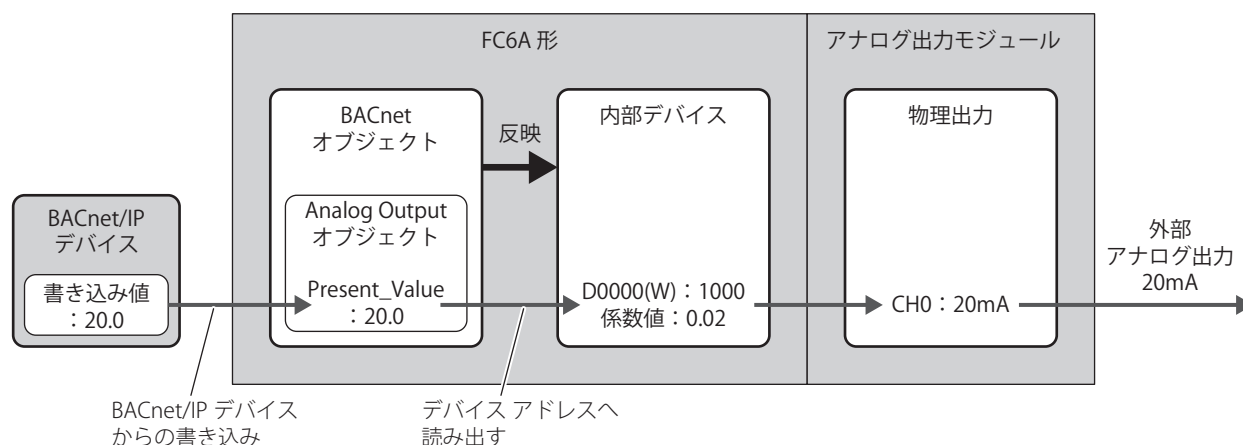 FC6A 形
アナログ出力モジュール
BACnet
オブジェクト
反映
内部デバイス
物理出力
BACnet/IP
デバイス
Analog Output
オブジェクト
外部
アナログ出力
20mA
書き込み値
：20.0
Present_Value
：20.0
D0000(W)：1000
係数値：0.02
CH0：20mA
BACnet/IP デバイス
からの書き込み
デバイス アドレスへ
読み出す